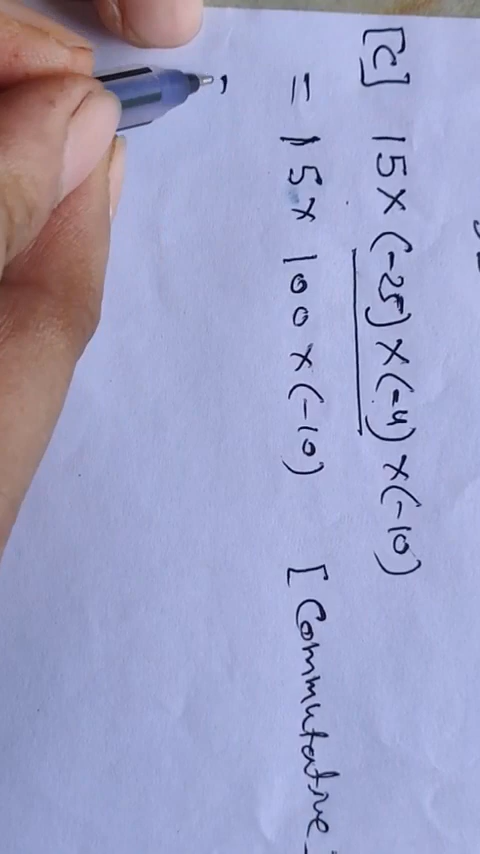 [c] 15 × (-25) × (-4) × (-10)
= 15 × 100 × (-10) [Commutative